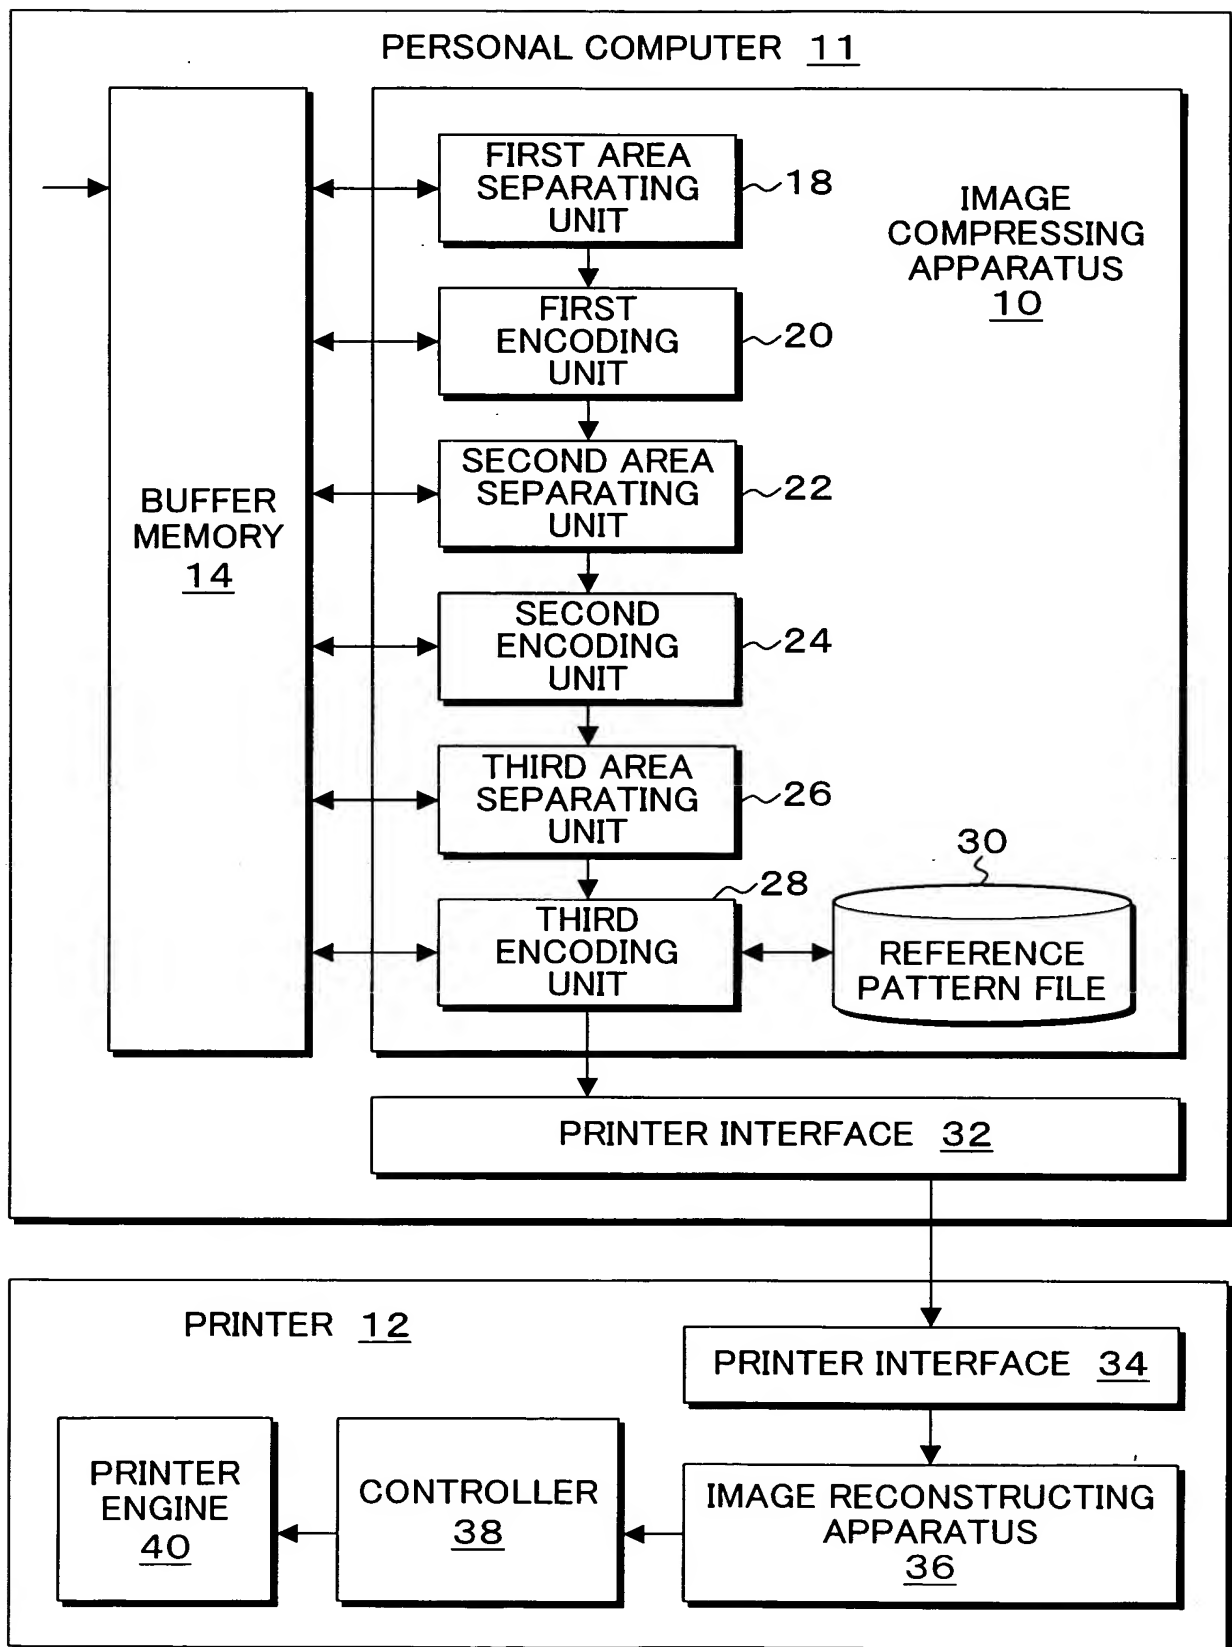 PERSONAL COMPUTER 11
FIRST AREA
SEPARATING
UNIT
18
IMAGE
COMPRESSING
APPARATUS
10
FIRST
ENCODING
UNIT
20
SECOND AREA
SEPARATING
UNIT
22
BUFFER
MEMORY
14
SECOND
ENCODING
UNIT
24
THIRD AREA
SEPARATING
UNIT
26
THIRD
ENCODING
UNIT
28
30
REFERENCE
PATTERN FILE
PRINTER INTERFACE 32
PRINTER 12
PRINTER INTERFACE 34
PRINTER
ENGINE
40
CONTROLLER
38
IMAGE RECONSTRUCTING
APPARATUS
36